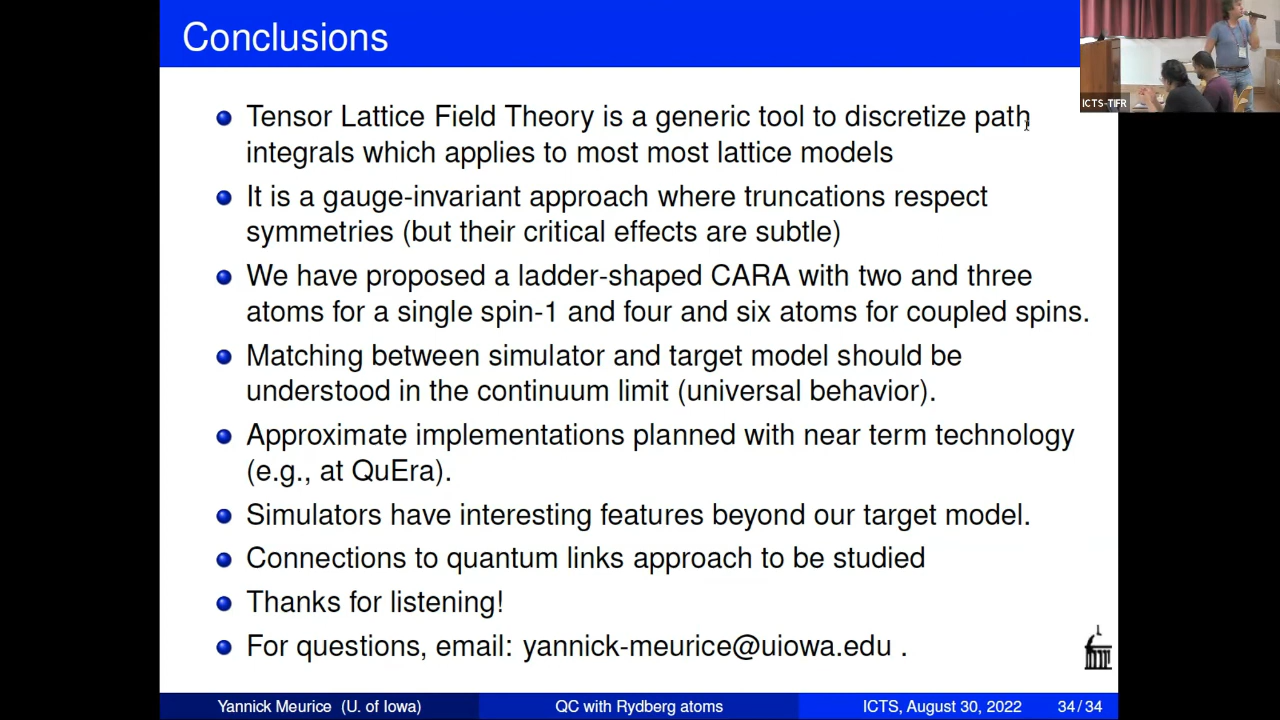 Conclusions
ICTS-TIFR
Tensor Lattice Field Theory is a generic tool to discretize path
integrals which applies to most most lattice models
It is a gauge-invariant approach where truncations respect
symmetries (but their critical effects are subtle)
We have proposed a ladder-shaped CARA with two and three
atoms for a single spin-1 and four and six atoms for coupled spins.
Matching between simulator and target model should be
understood in the continuum limit (universal behavior).
Approximate implementations planned with near term technology
(e.g., at QuEra).
Simulators have interesting features beyond our target model.
Connections to quantum links approach to be studied
Thanks for listening!
For questions, email: yannick-meurice@uiowa.edu .
Yannick Meurice (U. of Iowa) QC with Rydberg atoms ICTS, August 30, 2022 34 / 34